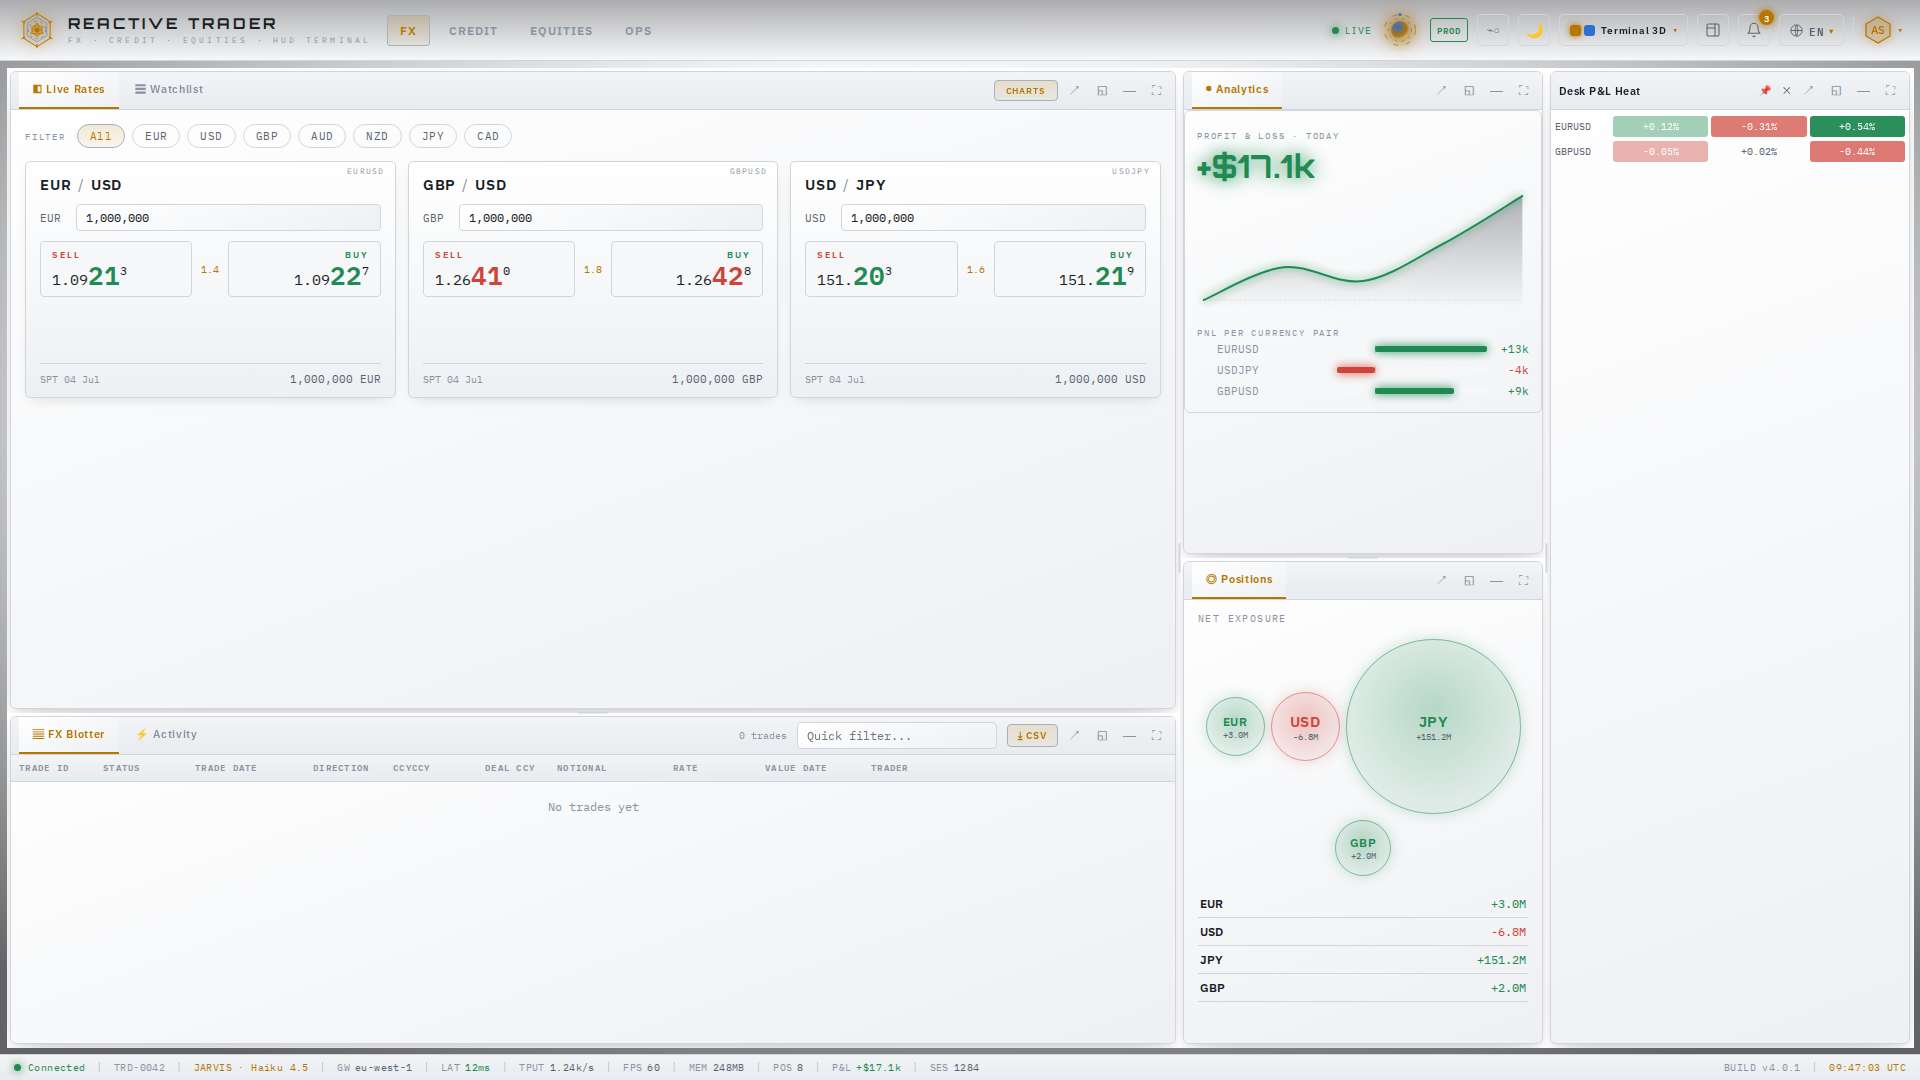 REACTIVE TRADER
FX · CREDIT · EQUITIES · HUD TERMINAL
FX CREDIT EQUITIES OPS
LIVE PROD Terminal 3D 3 EN AS
Live Rates Watchlist CHARTS
FILTER All EUR USD GBP AUD NZD JPY CAD
EURUSD
EUR / USD
EUR 1,000,000
SELL 1.09213
1.4
BUY 1.09227
SPT 04 Jul 1,000,000 EUR
GBPUSD
GBP / USD
GBP 1,000,000
SELL 1.26410
1.8
BUY 1.26428
SPT 04 Jul 1,000,000 GBP
USDJPY
USD / JPY
USD 1,000,000
SELL 151.203
1.6
BUY 151.219
SPT 04 Jul 1,000,000 USD
FX Blotter Activity 0 trades Quick filter... CSV
TRADE ID STATUS TRADE DATE DIRECTION CCYCCY DEAL CCY NOTIONAL RATE VALUE DATE TRADER
No trades yet
Analytics
PROFIT & LOSS · TODAY
+$17.1k
PNL PER CURRENCY PAIR
EURUSD +13k
USDJPY -4k
GBPUSD +9k
Positions
NET EXPOSURE
EUR
+3.0M
USD
-6.8M
JPY
+151.2M
GBP
+2.0M
EUR +3.0M
USD -6.8M
JPY +151.2M
GBP +2.0M
Desk P&L Heat
EURUSD +0.12% -0.31% +0.54%
GBPUSD -0.05% +0.02% -0.44%
Connected | TRD-0042 | JARVIS · Haiku 4.5 | GW eu-west-1 | LAT 12ms | TPUT 1.24k/s | FPS 60 | MEM 248MB | POS 8 | P&L +$17.1k | SES 1284
BUILD v4.0.1 | 09:47:03 UTC